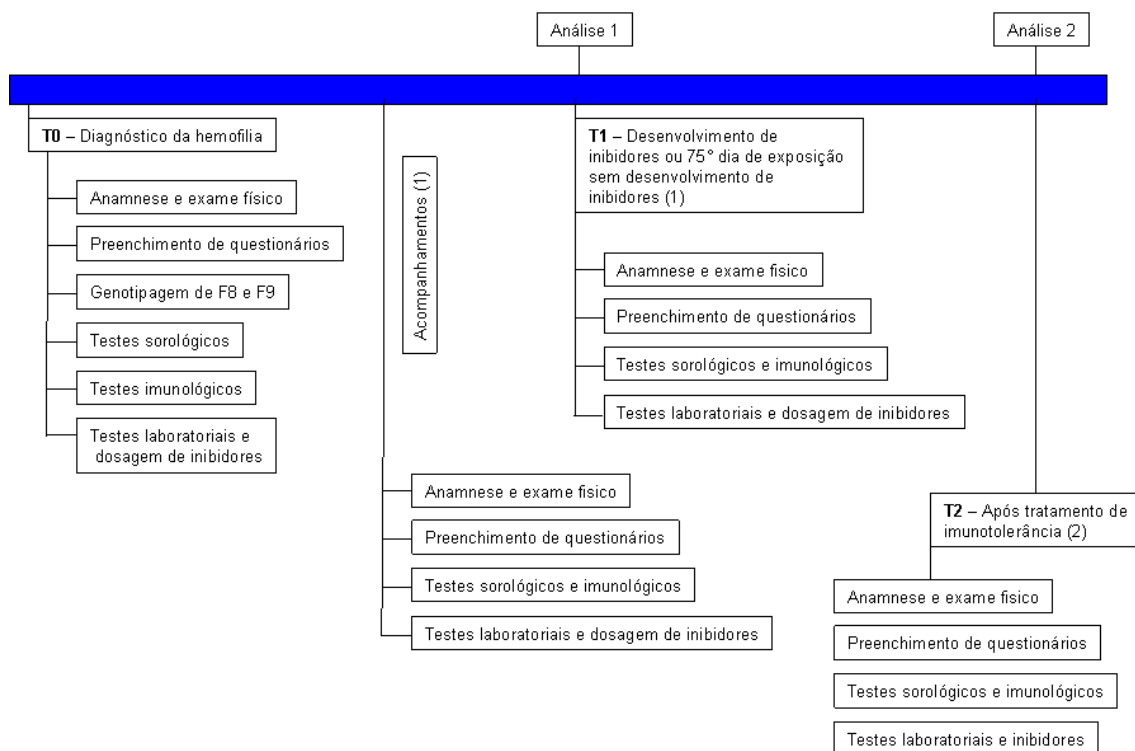 Análise 1
Análise 2
T0 – Diagnóstico da hemofilia
Anamnese e exame físico
Preenchimento de questionários
Genotipagem de F8 e F9
Testes sorológicos
Testes imunológicos
Testes laboratoriais e
dosagem de inibidores
Acompanhamentos (1)
Anamnese e exame fisico
Preenchimento de questionários
Testes sorológicos e imunológicos
Testes laboratoriais e dosagem de inibidores
T1 – Desenvolvimento de
inibidores ou 75° dia de exposição
sem desenvolvimento de
inibidores (1)
Anamnese e exame fisico
Preenchimento de questionários
Testes sorológicos e imunológicos
Testes laboratoriais e dosagem de inibidores
T2 – Após tratamento de
imunotolerância (2)
Anamnese e exame fisico
Preenchimento de questionários
Testes sorológicos e imunológicos
Testes laboratoriais e inibidores